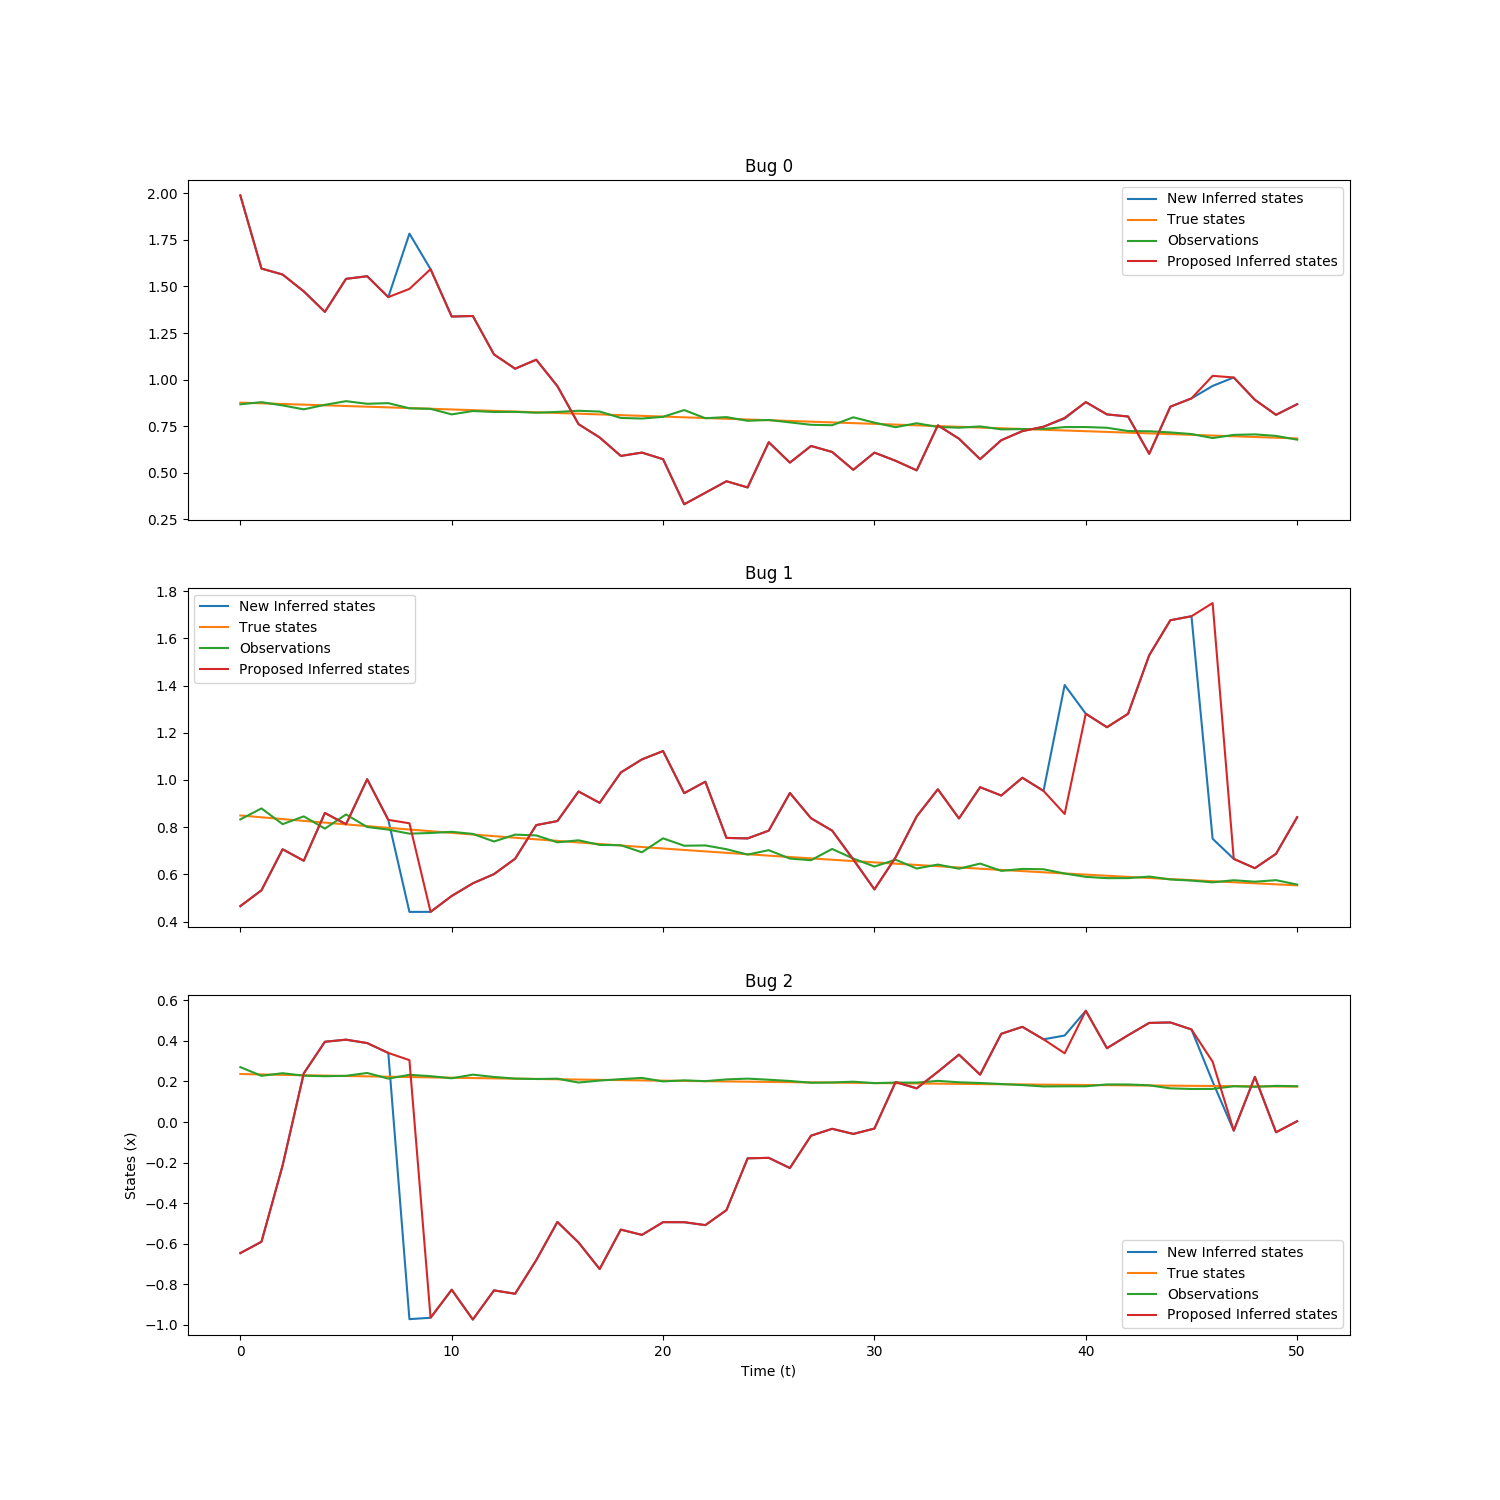 Bug 0
2.00
1.75
1.50
1.25
1.00
0.75
0.50
0.25
New Inferred states
True states
Observations
Proposed Inferred states
Bug 1
1.8
1.6
1.4
1.2
1.0
0.8
0.6
0.4
New Inferred states
True states
Observations
Proposed Inferred states
Bug 2
States (x)
0.6
0.4
0.2
0.0
−0.2
−0.4
−0.6
−0.8
−1.0
New Inferred states
True states
Observations
Proposed Inferred states
0 10 20 30 40 50
Time (t)